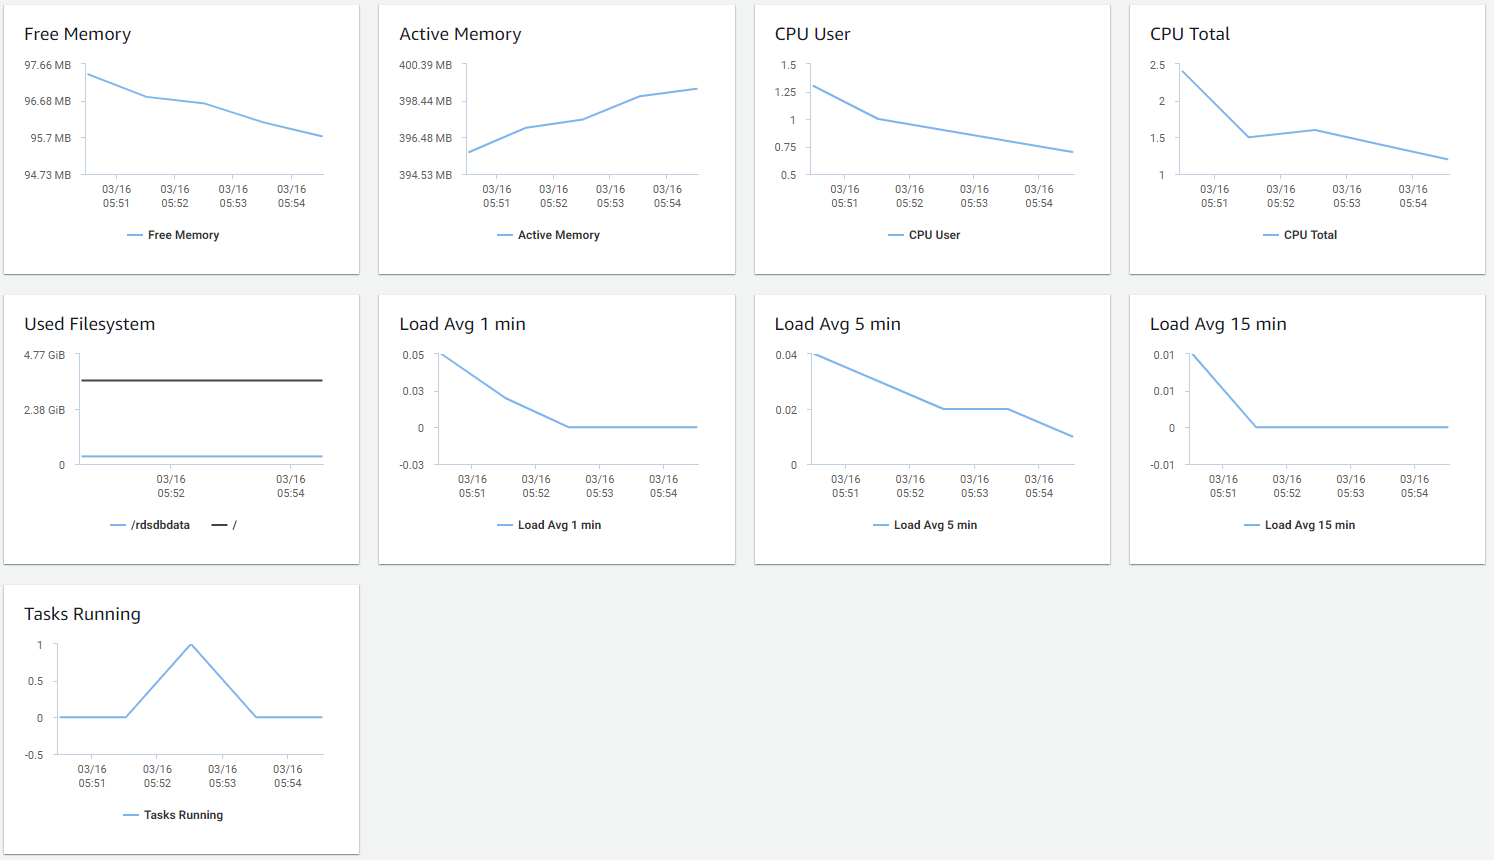 Free Memory
97.66 MB
96.68 MB
95.7 MB
94.73 MB
03/16 03/16 03/16 03/16
05:51 05:52 05:53 05:54
Free Memory
Active Memory
400.39 MB
398.44 MB
396.48 MB
394.53 MB
03/16 03/16 03/16 03/16
05:51 05:52 05:53 05:54
Active Memory
CPU User
1.5
1.25
1
0.75
0.5
03/16 03/16 03/16 03/16
05:51 05:52 05:53 05:54
CPU User
CPU Total
2.5
2
1.5
1
03/16 03/16 03/16 03/16
05:51 05:52 05:53 05:54
CPU Total
Used Filesystem
4.77 GiB
2.38 GiB
0
03/16 03/16
05:52 05:54
/rdsdbdata /
Load Avg 1 min
0.05
0.03
0
-0.03
03/16 03/16 03/16 03/16
05:51 05:52 05:53 05:54
Load Avg 1 min
Load Avg 5 min
0.04
0.02
0
03/16 03/16 03/16 03/16
05:51 05:52 05:53 05:54
Load Avg 5 min
Load Avg 15 min
0.01
0.01
0
-0.01
03/16 03/16 03/16 03/16
05:51 05:52 05:53 05:54
Load Avg 15 min
Tasks Running
1
0.5
0
-0.5
03/16 03/16 03/16 03/16
05:51 05:52 05:53 05:54
Tasks Running